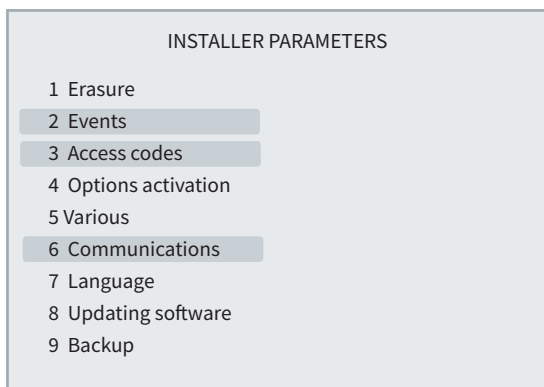 INSTALLER PARAMETERS
1 Erasure
2 Events
3 Access codes
4 Options activation
5 Various
6 Communications
7 Language
8 Updating software
9 Backup